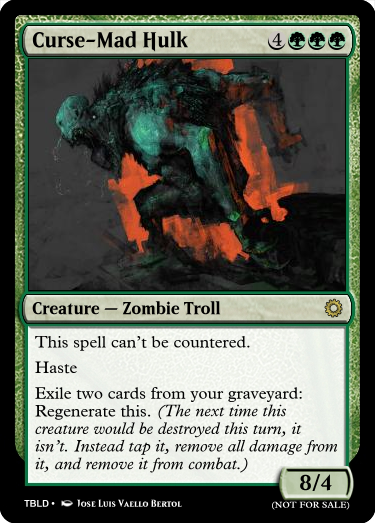 Curse-Mad Hulk 4
Creature — Zombie Troll
This spell can't be countered.
Haste
Exile two cards from your graveyard:
Regenerate this. (The next time this
creature would be destroyed this turn, it
isn't. Instead tap it, remove all damage from
it, and remove it from combat.)
8/4
TBLD • Jose Luis Vaello Bertol
(NOT FOR SALE)